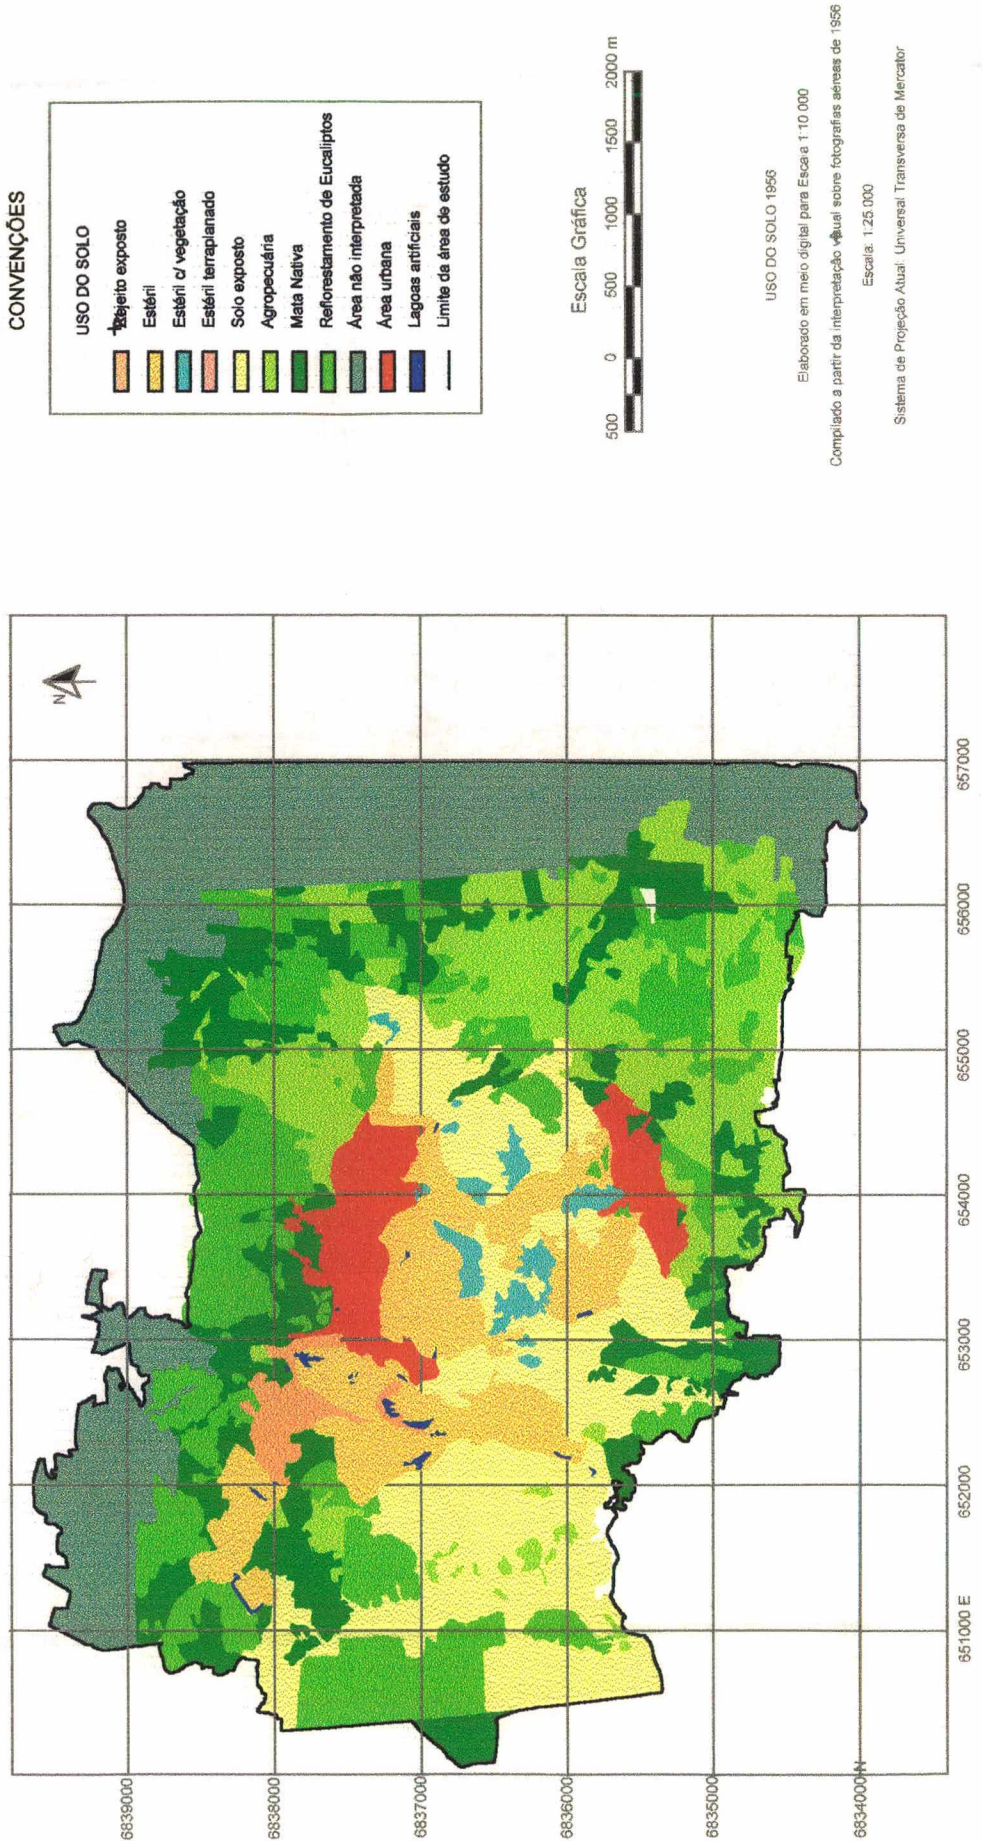 CONVENÇÕES
USO DO SOLO
Rejeito exposto
Estéril
Estéril c/ vegetação
Estéril terraplanado
Solo exposto
Agropecuária
Mata Nativa
Reflorestamento de Eucaliptos
Área não interpretada
Área urbana
Lagoas artificiais
Limite da área de estudo
Escala Gráfica
500 0 500 1000 1500 2000 m
USO DO SOLO 1956
Elaborado em meio digital para Escala 1:10 000
Compilado a partir da interpretação visual sobre fotografias aéreas de 1956
Escala: 1:25 000
Sistema de Projeção Atual: Universal Transversa de Mercator
N
6839000
6838000
6837000
6836000
6835000
6834000 N
651000 E 652000 653000 654000 655000 656000 657000